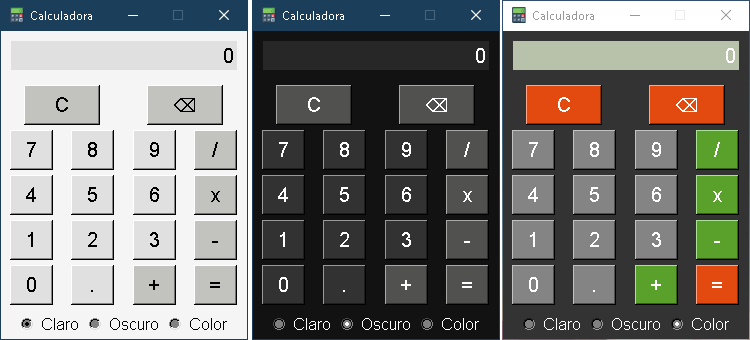 Calculadora
0
C ⌫
7 8 9 /
4 5 6 x
1 2 3 -
0 . + =
Claro Oscuro Color
Calculadora
0
C ⌫
7 8 9 /
4 5 6 x
1 2 3 -
0 . + =
Claro Oscuro Color
Calculadora
0
C ⌫
7 8 9 /
4 5 6 x
1 2 3 -
0 . + =
Claro Oscuro Color